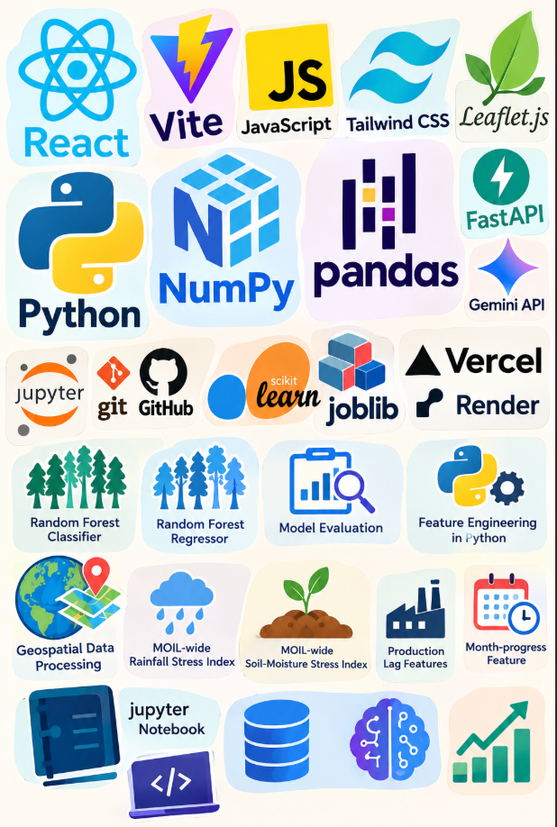 React
Vite
JS
JavaScript
Tailwind CSS
Leaflet.js
Python
N
NumPy
pandas
FastAPI
Gemini API
jupyter
git
GitHub
scikit
learn
joblib
Vercel
Render
Random Forest
Classifier
Random Forest
Regressor
Model Evaluation
Feature Engineering
in Python
Geospatial Data
Processing
MOIL-wide
Rainfall Stress Index
MOIL-wide
Soil-Moisture Stress Index
Production
Lag Features
Month-progress
Feature
jupyter
Notebook
</>